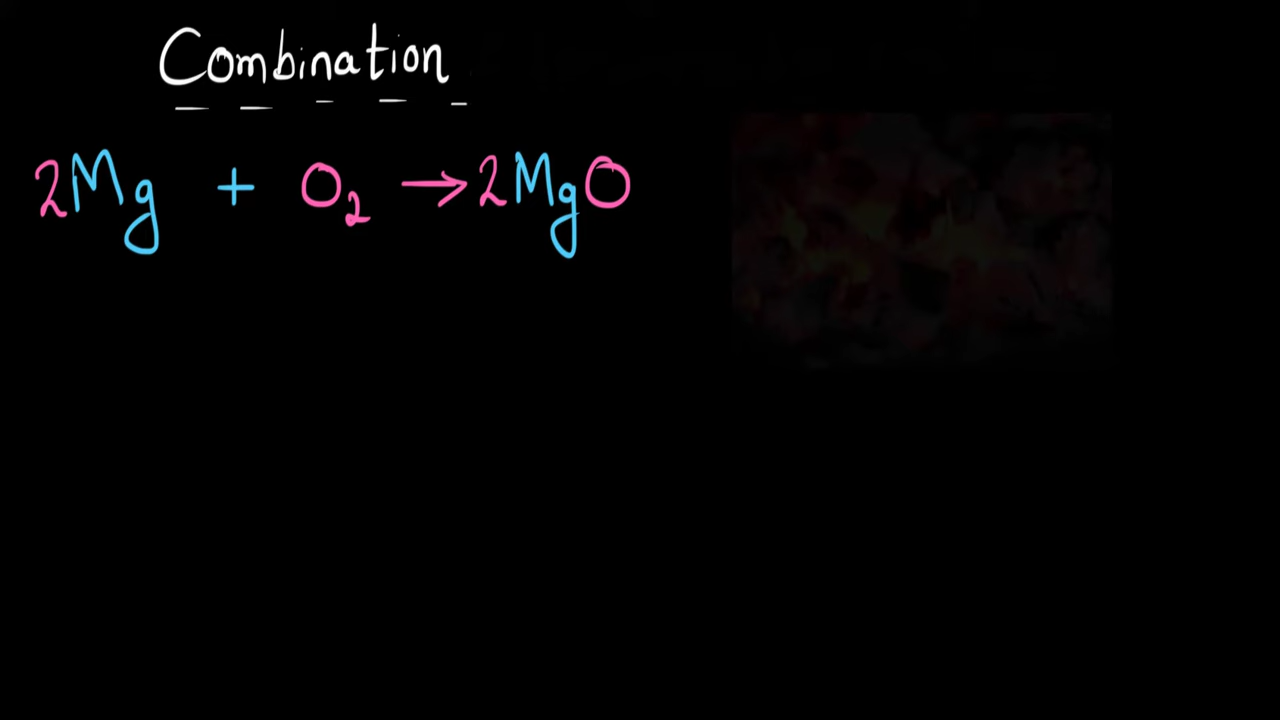 Combination
2Mg + O₂ → 2MgO